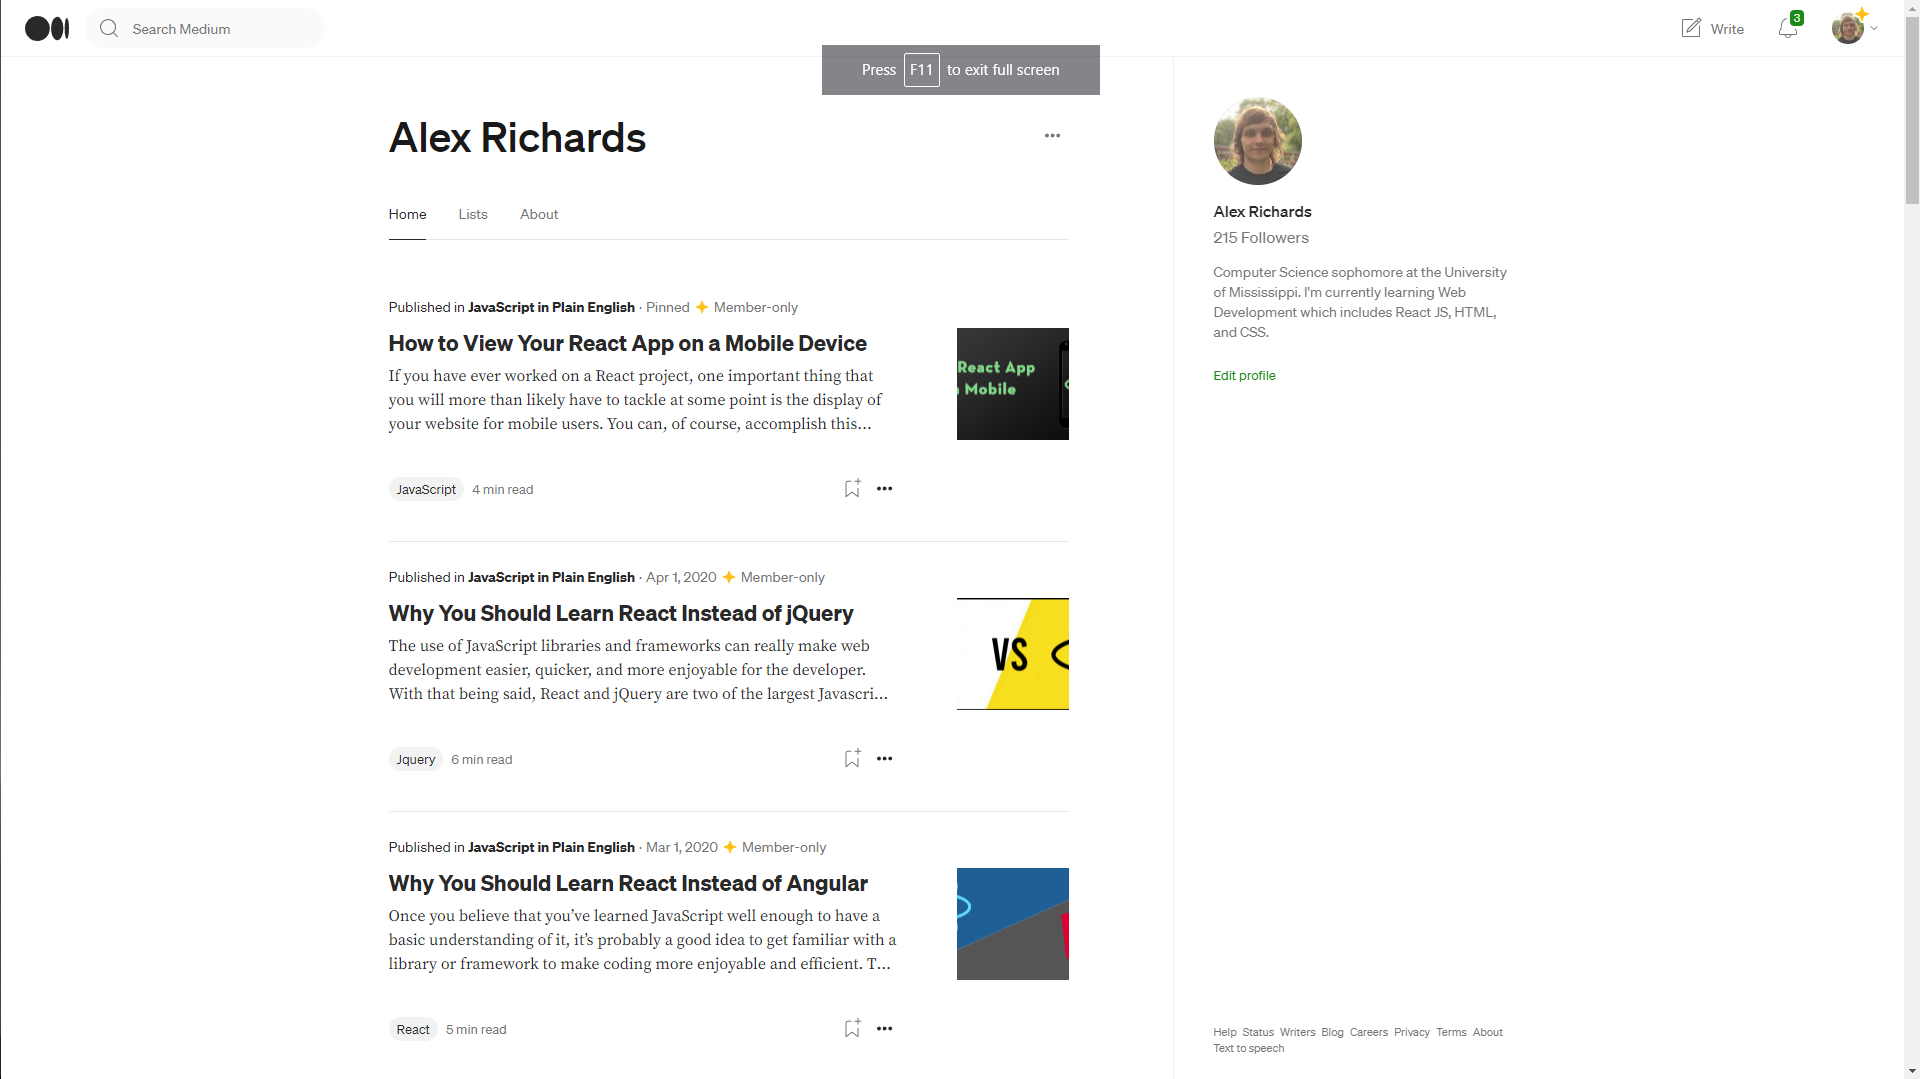 Search Medium
Write
3
Press F11 to exit full screen
Alex Richards
Home Lists About
Published in JavaScript in Plain English · Pinned Member-only
How to View Your React App on a Mobile Device
If you have ever worked on a React project, one important thing that
you will more than likely have to tackle at some point is the display of
your website for mobile users. You can, of course, accomplish this...
React App
Mobile
JavaScript 4 min read
Published in JavaScript in Plain English · Apr 1, 2020 Member-only
Why You Should Learn React Instead of jQuery
The use of JavaScript libraries and frameworks can really make web
development easier, quicker, and more enjoyable for the developer.
With that being said, React and jQuery are two of the largest Javascri...
VS
Jquery 6 min read
Published in JavaScript in Plain English · Mar 1, 2020 Member-only
Why You Should Learn React Instead of Angular
Once you believe that you’ve learned JavaScript well enough to have a
basic understanding of it, it’s probably a good idea to get familiar with a
library or framework to make coding more enjoyable and efficient. T...
React 5 min read
Alex Richards
215 Followers
Computer Science sophomore at the University
of Mississippi. I'm currently learning Web
Development which includes React JS, HTML,
and CSS.
Edit profile
Help Status Writers Blog Careers Privacy Terms About
Text to speech